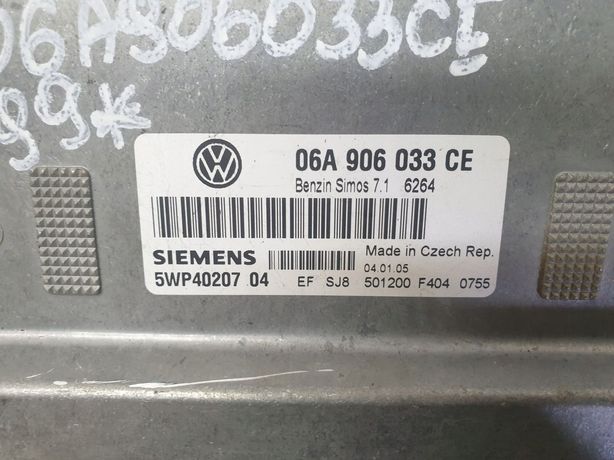 06A906033CE
99*
06A 906 033 CE
Benzin Simos 7.1 6264
SIEMENS
Made in Czech Rep.
04.01.05
5WP40207 04 EF SJ8 501200 F404 0755